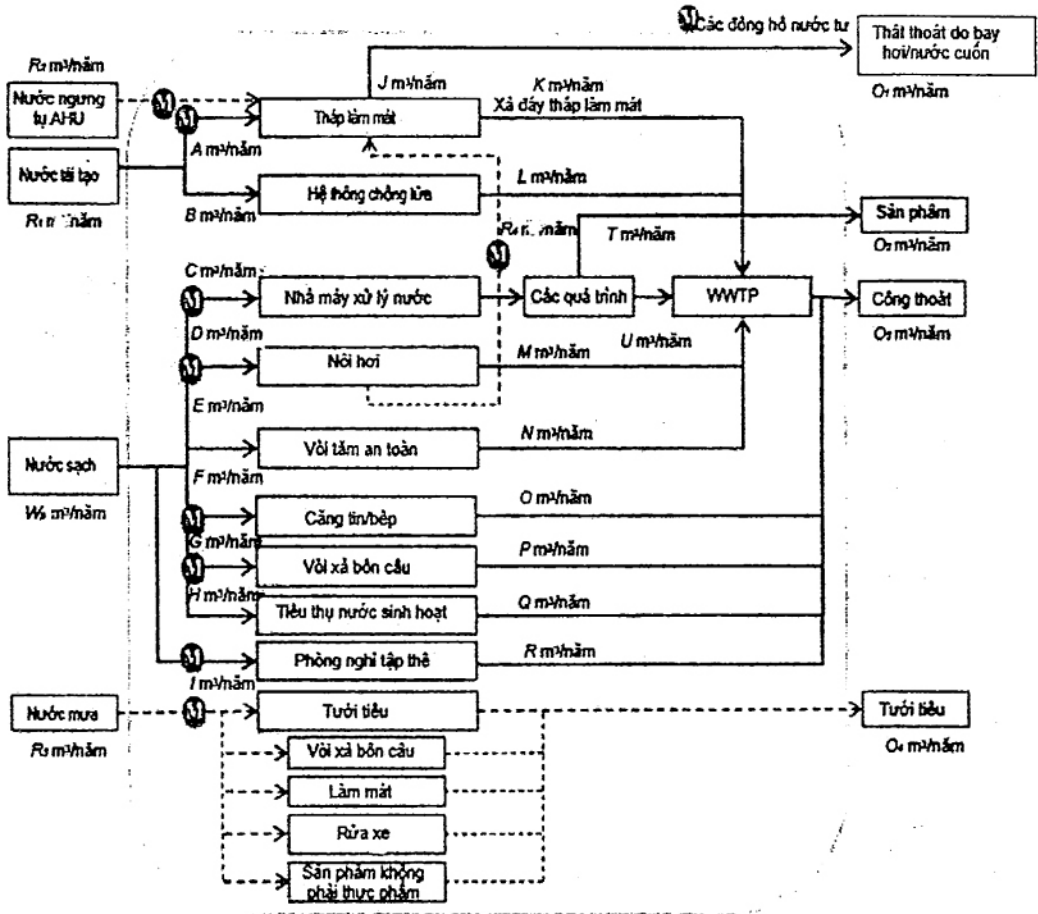 Các đồng hồ nước tư
Thất thoát do bay
hơi/nước cuốn
O₁ m³/năm
R₂ m³/năm
Nước ngưng
tụ AHU
J m³/năm
K m³/năm
Xả đáy tháp làm mát
Tháp làm mát
A m³/năm
Nước tái tạo
R₁
Hệ thông chống lửa
L m³/năm
B m³/năm
R₄
T m³/năm
Sản phẩm
O₂ m³/năm
C m³/năm
Nhà máy xử lý nước
Các quá trình
WWTP
Công thoát
O₃ m³/năm
D m³/năm
U m³/năm
Nồi hơi
M m³/năm
E m³/năm
Vòi tắm an toàn
N m³/năm
Nước sạch
F m³/năm
m³/năm
Căng tin/bếp
O m³/năm
G m³/năm
Vòi xả bồn cầu
P m³/năm
H m³/năm
Tiêu thụ nước sinh hoạt
Q m³/năm
Phòng nghỉ tập thể
R m³/năm
I m³/năm
Nước mưa
R₃ m³/năm
Tưới tiêu
Tưới tiêu
O₄ m³/năm
Vòi xả bồn cầu
Làm mát
Rửa xe
Sản phẩm không
phải thực phẩm